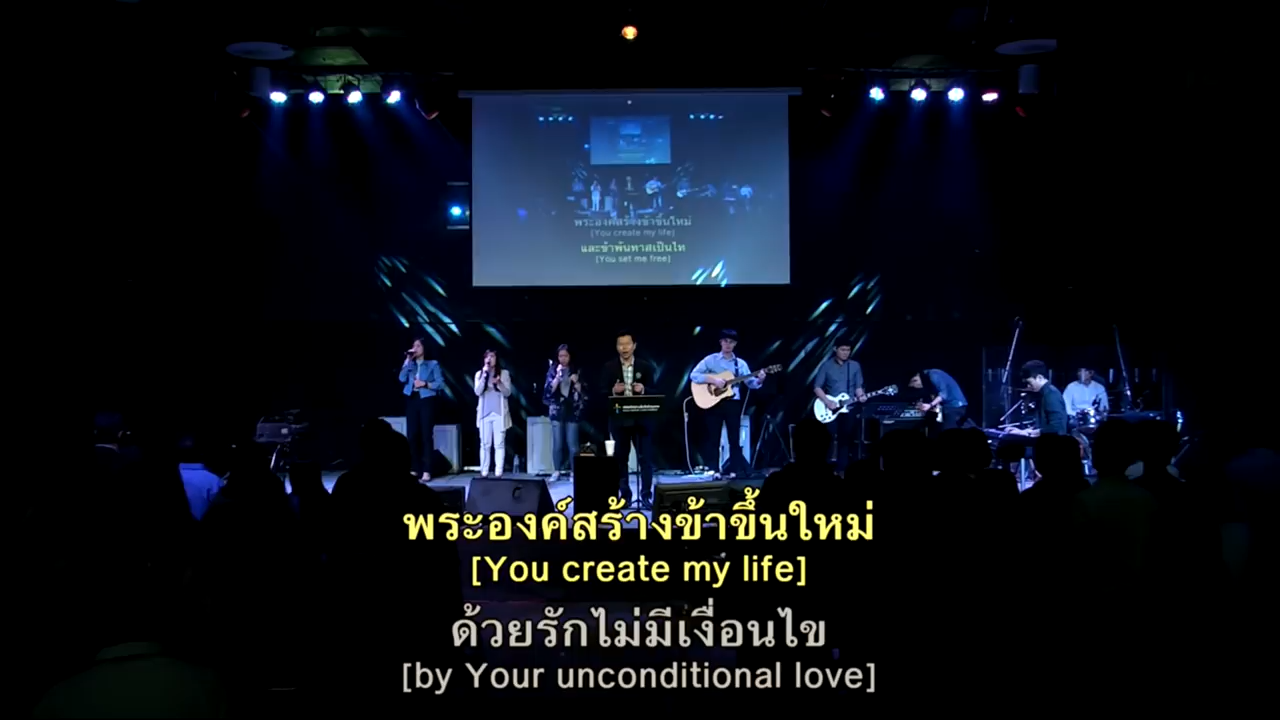 พระองค์สร้างข้าขึ้นใหม่
[You create my life]
และข้าพ้นทาสเป็นไท
[You set me free]
พระองค์สร้างข้าขึ้นใหม่
[You create my life]
ด้วยรักไม่มีเงื่อนไข
[by Your unconditional love]